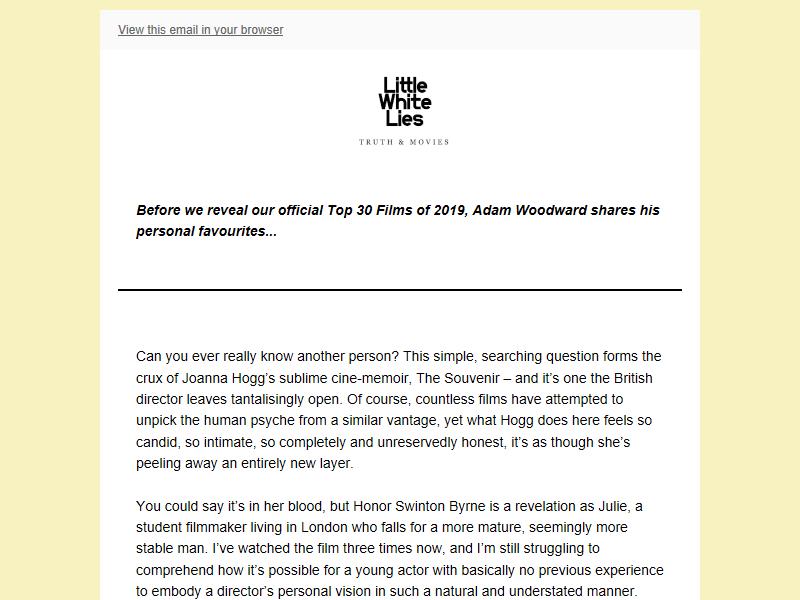 View this email in your browser
Little
White
Lies
TRUTH & MOVIES
Before we reveal our official Top 30 Films of 2019, Adam Woodward shares his
personal favourites...
Can you ever really know another person? This simple, searching question forms the
crux of Joanna Hogg’s sublime cine-memoir, The Souvenir – and it’s one the British
director leaves tantalisingly open. Of course, countless films have attempted to
unpick the human psyche from a similar vantage, yet what Hogg does here feels so
candid, so intimate, so completely and unreservedly honest, it’s as though she’s
peeling away an entirely new layer.
You could say it’s in her blood, but Honor Swinton Byrne is a revelation as Julie, a
student filmmaker living in London who falls for a more mature, seemingly more
stable man. I’ve watched the film three times now, and I’m still struggling to
comprehend how it’s possible for a young actor with basically no previous experience
to embody a director’s personal vision in such a natural and understated manner.